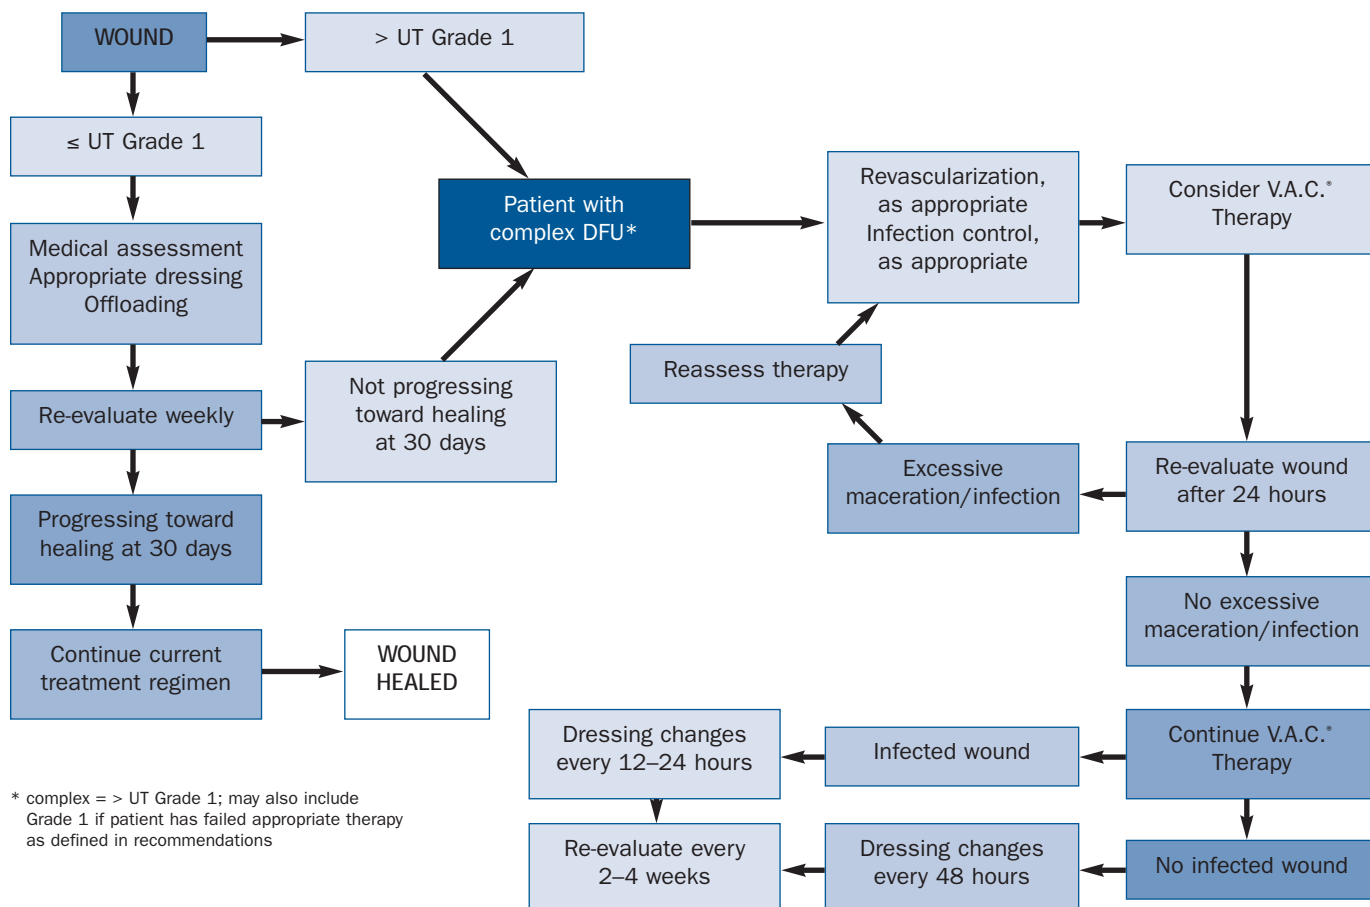 WOUND
> UT Grade 1
≤ UT Grade 1
Medical assessment
Appropriate dressing
Offloading
Re-evaluate weekly
Not progressing
toward healing
at 30 days
Progressing toward
healing at 30 days
Continue current
treatment regimen
WOUND
HEALED
Patient with
complex DFU*
Revascularization,
as appropriate
Infection control,
as appropriate
Consider V.A.C.®
Therapy
Reassess therapy
Excessive
maceration/infection
Re-evaluate wound
after 24 hours
No excessive
maceration/infection
Continue V.A.C.®
Therapy
Infected wound
Dressing changes
every 12–24 hours
No infected wound
Dressing changes
every 48 hours
Re-evaluate every
2–4 weeks
* complex = > UT Grade 1; may also include
Grade 1 if patient has failed appropriate therapy
as defined in recommendations